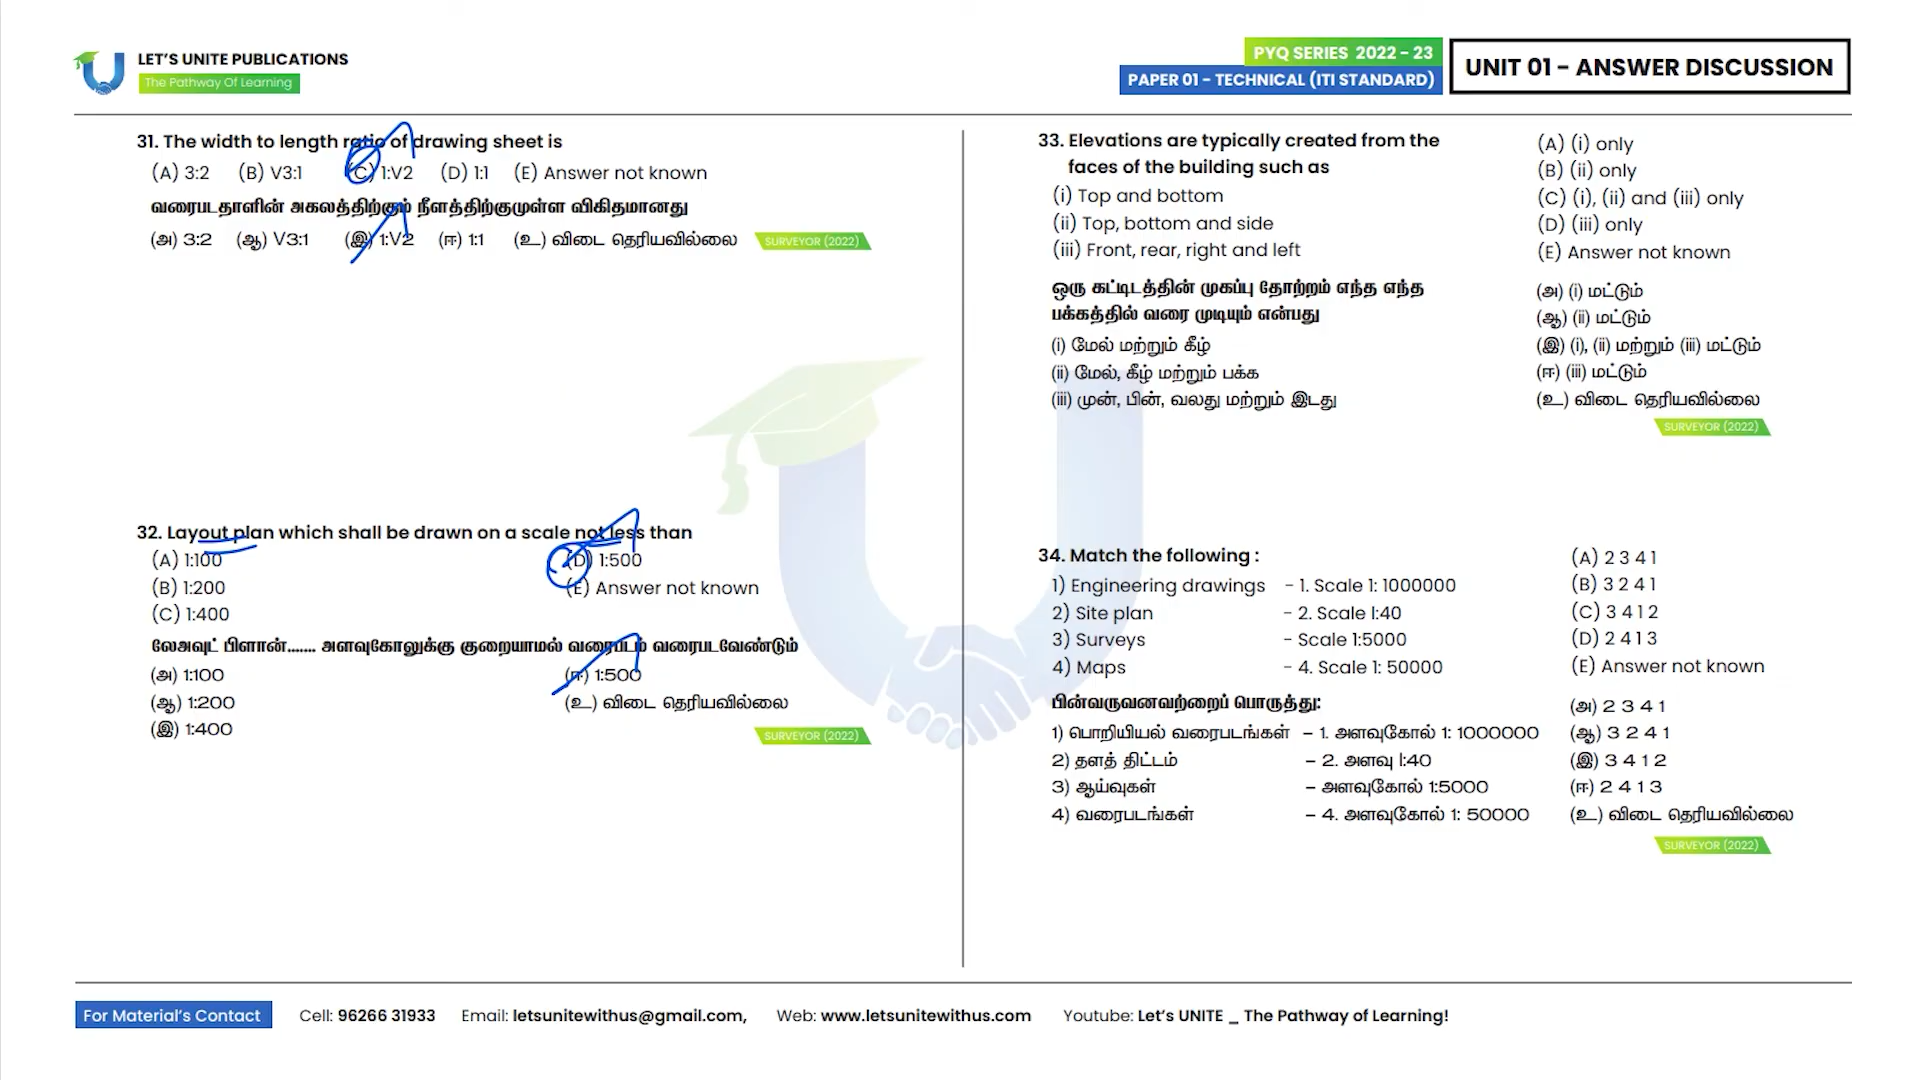 LET'S UNITE PUBLICATIONS
The Pathway Of Learning
PYQ SERIES 2022 - 23
PAPER 01 - TECHNICAL (ITI STANDARD)
UNIT 01 - ANSWER DISCUSSION
31. The width to length ratio of drawing sheet is
(A) 3:2 (B) V3:1 (C) 1:V2 (D) 1:1 (E) Answer not known
வரைபடதாளின் அகலத்திற்கும் நீளத்திற்குமுள்ள விகிதமானது
(அ) 3:2 (ஆ) V3:1 (இ) 1:V2 (ஈ) 1:1 (உ) விடை தெரியவில்லை
SURVEYOR (2022)
32. Layout plan which shall be drawn on a scale not less than
(A) 1:100 (D) 1:500
(B) 1:200 (E) Answer not known
(C) 1:400
லேஅவுட் பிளான்....... அளவுகோலுக்கு குறையாமல் வரைபடம் வரைபடவேண்டும்
(அ) 1:100 (ஈ) 1:500
(ஆ) 1:200 (உ) விடை தெரியவில்லை
(இ) 1:400
SURVEYOR (2022)
33. Elevations are typically created from the
faces of the building such as
(i) Top and bottom
(ii) Top, bottom and side
(iii) Front, rear, right and left
(A) (i) only
(B) (ii) only
(C) (i), (ii) and (iii) only
(D) (iii) only
(E) Answer not known
ஒரு கட்டிடத்தின் முகப்பு தோற்றம் எந்த எந்த
பக்கத்தில் வரை முடியும் என்பது
(i) மேல் மற்றும் கீழ்
(ii) மேல், கீழ் மற்றும் பக்க
(iii) முன், பின், வலது மற்றும் இடது
(அ) (i) மட்டும்
(ஆ) (ii) மட்டும்
(இ) (i), (ii) மற்றும் (iii) மட்டும்
(ஈ) (iii) மட்டும்
(உ) விடை தெரியவில்லை
SURVEYOR (2022)
34. Match the following :
1) Engineering drawings - 1. Scale 1: 1000000
2) Site plan - 2. Scale l:40
3) Surveys - Scale 1:5000
4) Maps - 4. Scale 1: 50000
(A) 2 3 4 1
(B) 3 2 4 1
(C) 3 4 1 2
(D) 2 4 1 3
(E) Answer not known
பின்வருவனவற்றைப் பொருத்து:
1) பொறியியல் வரைபடங்கள் - 1. அளவுகோல் 1: 1000000
2) தளத் திட்டம் - 2. அளவு l:40
3) ஆய்வுகள் - அளவுகோல் 1:5000
4) வரைபடங்கள் - 4. அளவுகோல் 1: 50000
(அ) 2 3 4 1
(ஆ) 3 2 4 1
(இ) 3 4 1 2
(ஈ) 2 4 1 3
(உ) விடை தெரியவில்லை
SURVEYOR (2022)
For Material's Contact Cell: 96266 31933 Email: letsunitewithus@gmail.com, Web: www.letsunitewithus.com Youtube: Let's UNITE _ The Pathway of Learning!